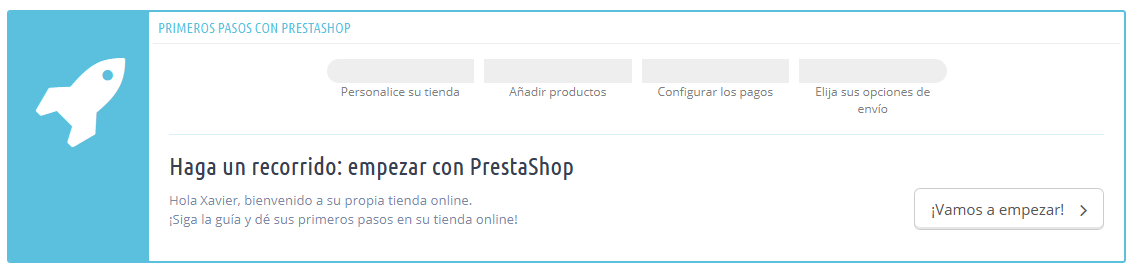 PRIMEROS PASOS CON PRESTASHOP
Personalice su tienda
Añadir productos
Configurar los pagos
Elija sus opciones de
envío
Haga un recorrido: empezar con PrestaShop
Hola Xavier, bienvenido a su propia tienda online.
¡Siga la guía y dé sus primeros pasos en su tienda online!
¡Vamos a empezar!